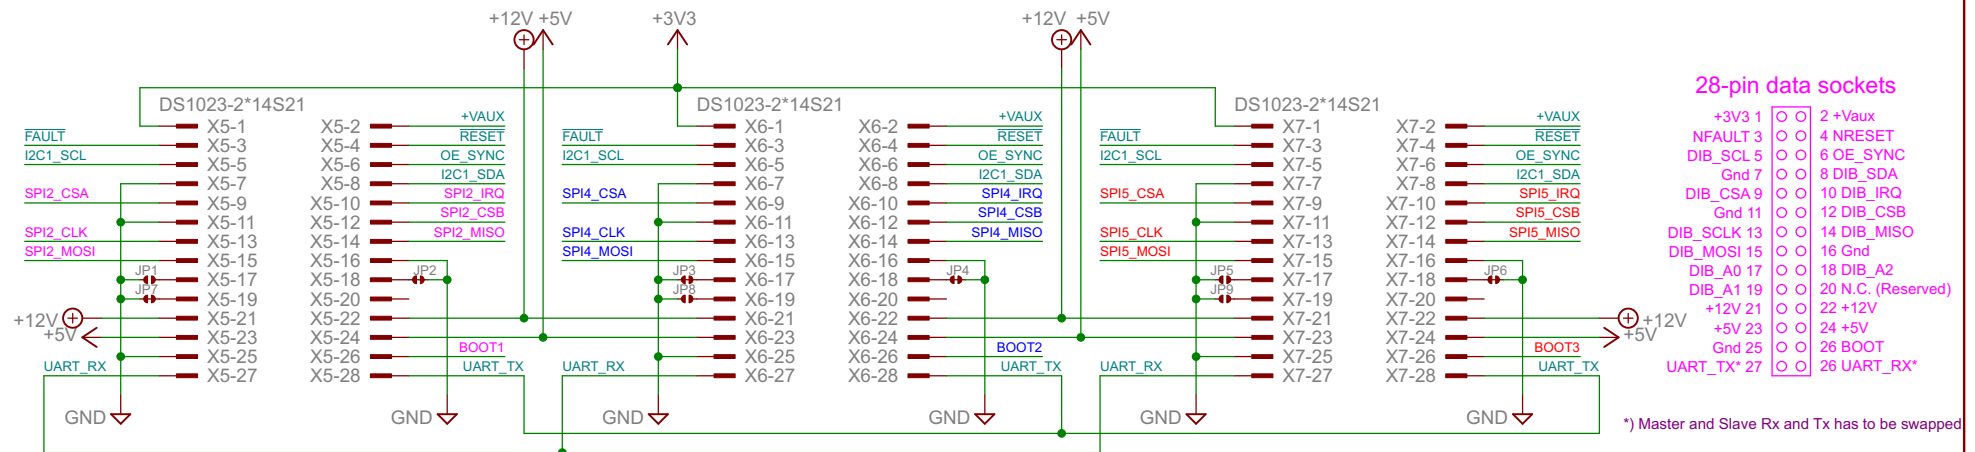 +12V +5V
+3V3
+12V +5V
28-pin data sockets
DS1023-2*14S21
X5-1
FAULT
X5-3
I2C1_SCL
X5-5
X5-7
SPI2_CSA
X5-9
X5-11
SPI2_CLK
X5-13
SPI2_MOSI
X5-15
JP1
X5-17
JP7
X5-19
+12V
X5-21
+5V
X5-23
X5-25
UART_RX
X5-27
GND
X5-2
+VAUX
X5-4
RESET
X5-6
OE_SYNC
X5-8
I2C1_SDA
X5-10
SPI2_IRQ
X5-12
SPI2_CSB
X5-14
SPI2_MISO
X5-16
X5-18
JP2
X5-20
X5-22
X5-24
X5-26
BOOT1
X5-28
UART_TX
GND
DS1023-2*14S21
X6-1
FAULT
X6-3
I2C1_SCL
X6-5
X6-7
SPI4_CSA
X6-9
X6-11
SPI4_CLK
X6-13
SPI4_MOSI
X6-15
JP3
X6-17
JP8
X6-19
X6-21
X6-23
X6-25
UART_RX
X6-27
GND
X6-2
+VAUX
X6-4
RESET
X6-6
OE_SYNC
X6-8
I2C1_SDA
X6-10
SPI4_IRQ
X6-12
SPI4_CSB
X6-14
SPI4_MISO
X6-16
X6-18
JP4
X6-20
X6-22
X6-24
X6-26
BOOT2
X6-28
UART_TX
GND
DS1023-2*14S21
X7-1
FAULT
X7-3
I2C1_SCL
X7-5
X7-7
SPI5_CSA
X7-9
X7-11
SPI5_CLK
X7-13
SPI5_MOSI
X7-15
JP5
X7-17
JP9
X7-19
X7-21
X7-23
X7-25
UART_RX
X7-27
GND
X7-2
+VAUX
X7-4
RESET
X7-6
OE_SYNC
X7-8
I2C1_SDA
X7-10
SPI5_IRQ
X7-12
SPI5_CSB
X7-14
SPI5_MISO
X7-16
X7-18
JP6
X7-20
X7-22
+12V
X7-24
+5V
X7-26
BOOT3
X7-28
UART_TX
GND
+3V3 1 2 +Vaux
NFAULT 3 4 NRESET
DIB_SCL 5 6 OE_SYNC
Gnd 7 8 DIB_SDA
DIB_CSA 9 10 DIB_IRQ
Gnd 11 12 DIB_CSB
DIB_SCLK 13 14 DIB_MISO
DIB_MOSI 15 16 Gnd
DIB_A0 17 18 DIB_A2
DIB_A1 19 20 N.C. (Reserved)
+12V 21 22 +12V
+5V 23 24 +5V
Gnd 25 26 BOOT
UART_TX* 27 26 UART_RX*
*) Master and Slave Rx and Tx has to be swapped